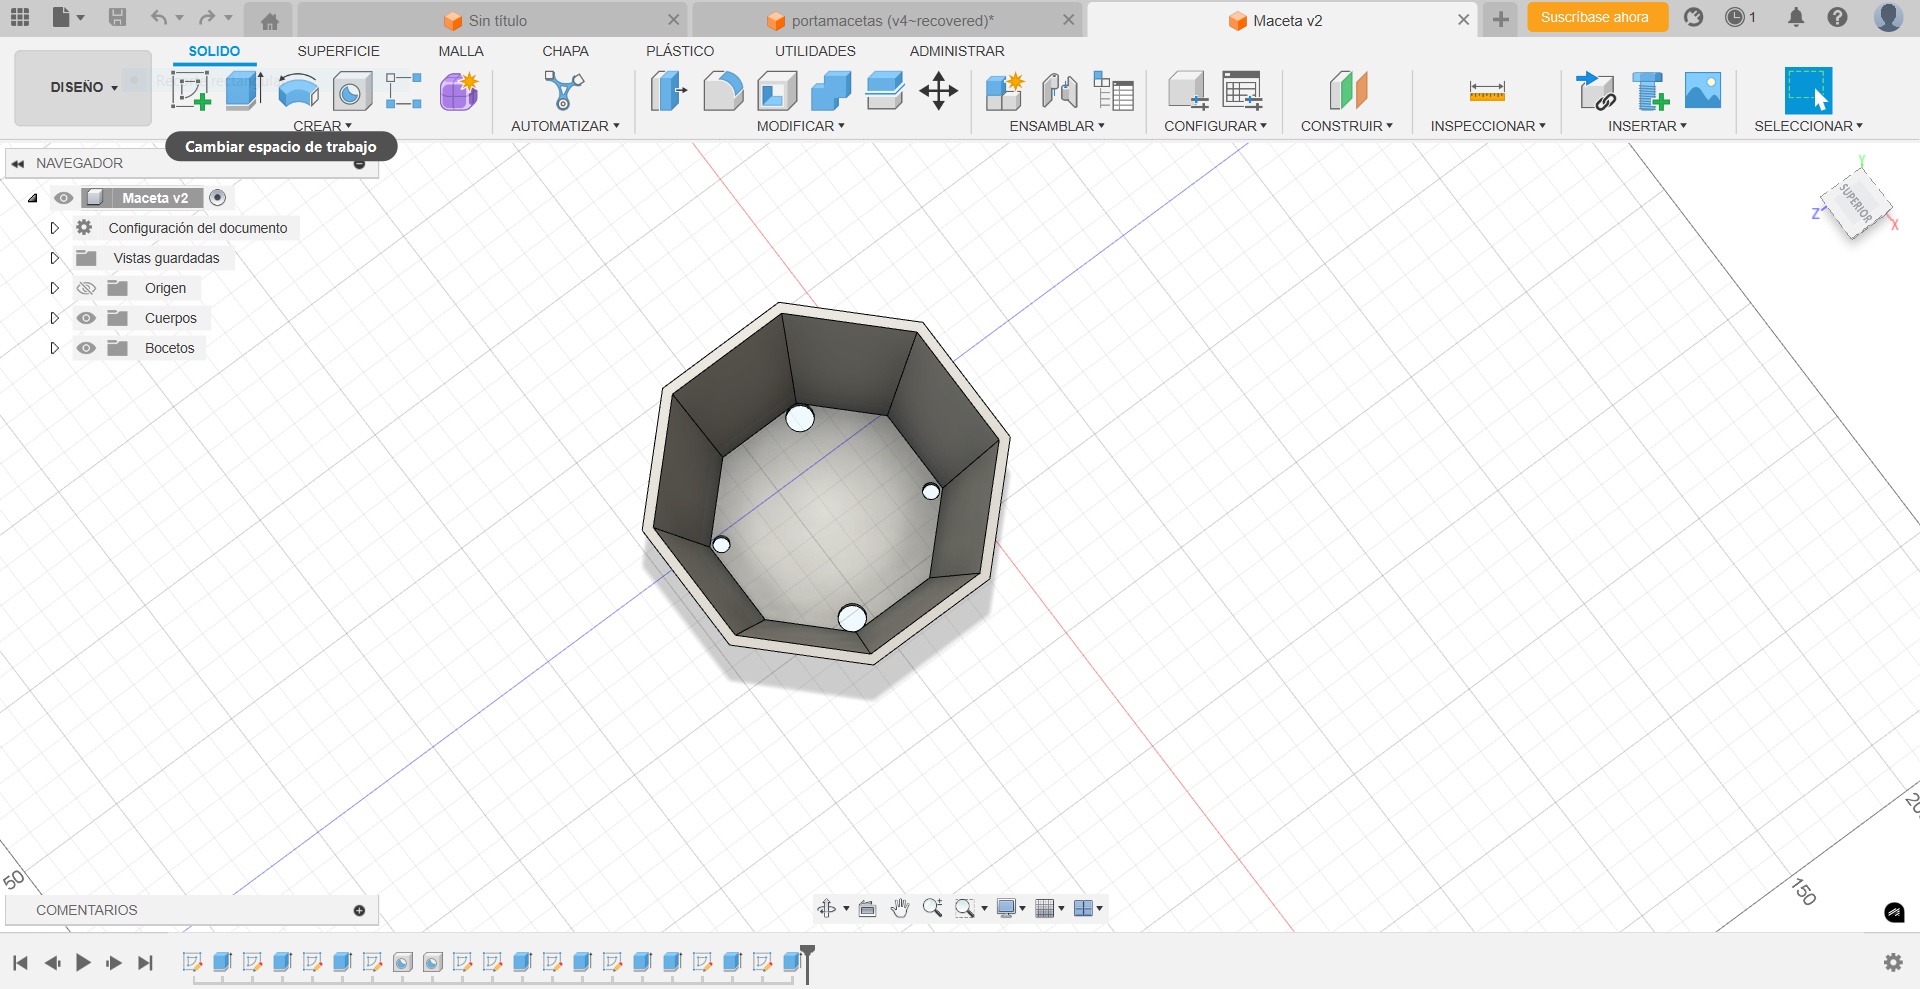 Sin título
portamacetas (v4~recovered)*
Maceta v2
Suscríbase ahora
1
SOLIDO
SUPERFICIE
MALLA
CHAPA
PLÁSTICO
UTILIDADES
ADMINISTRAR
DISEÑO
CREAR
AUTOMATIZAR
MODIFICAR
ENSAMBLAR
CONFIGURAR
CONSTRUIR
INSPECCIONAR
INSERTAR
SELECCIONAR
Cambiar espacio de trabajo
NAVEGADOR
Maceta v2
Configuración del documento
Vistas guardadas
Origen
Cuerpos
Bocetos
Y
SUPERIOR
Z
X
50
150
COMENTARIOS